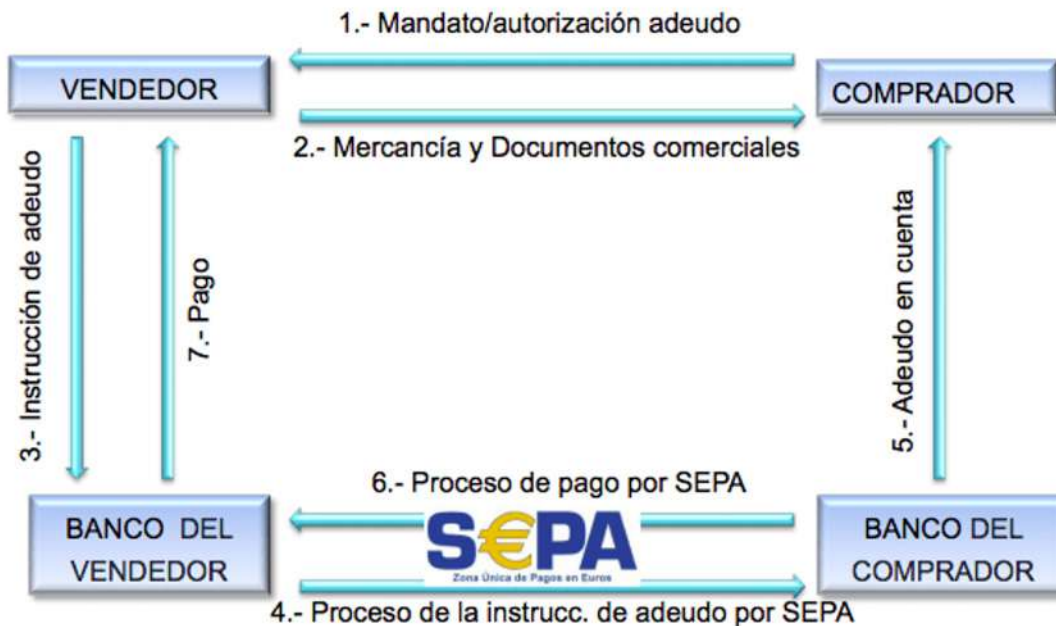 1.- Mandato/autorización adeudo
VENDEDOR
COMPRADOR
2.- Mercancía y Documentos comerciales
3.- Instrucción de adeudo
7.- Pago
5.- Adeudo en cuenta
6.- Proceso de pago por SEPA
BANCO DEL
VENDEDOR
S€PA
Zona Única de Pagos en Euros
BANCO DEL
COMPRADOR
4.- Proceso de la instrucc. de adeudo por SEPA